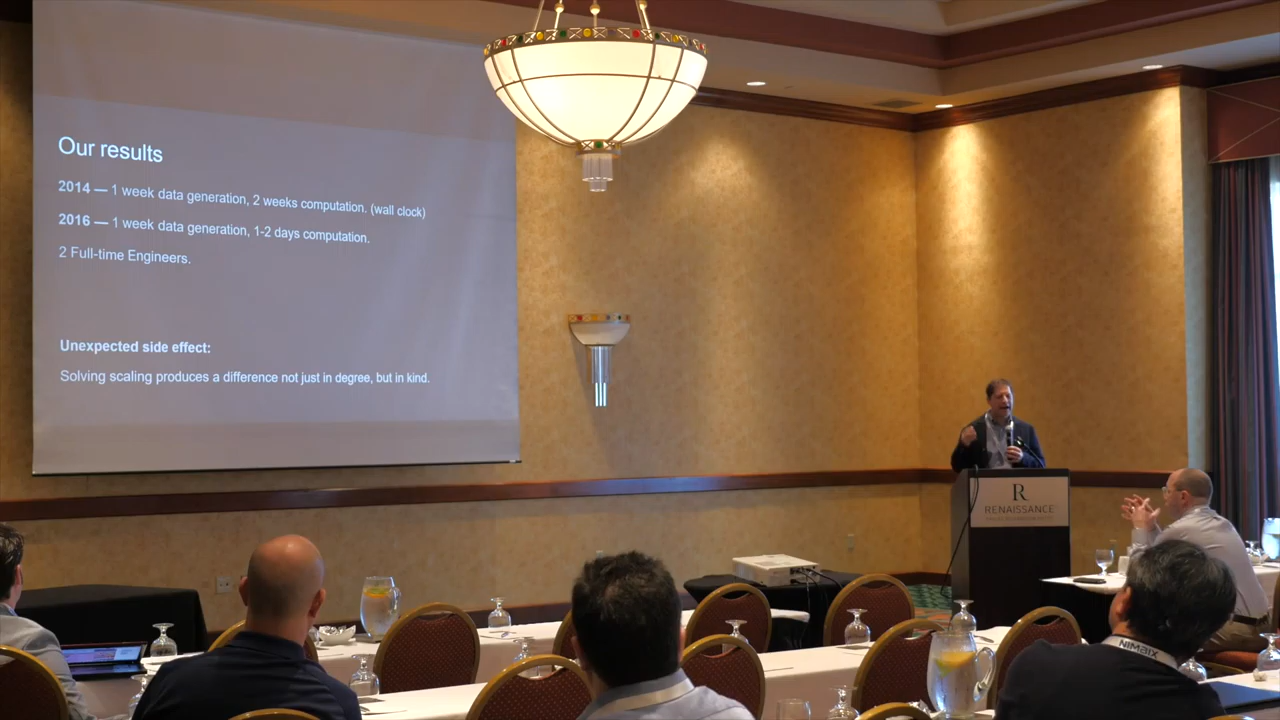 Our results
2014 — 1 week data generation, 2 weeks computation. (wall clock)
2016 — 1 week data generation, 1-2 days computation.
2 Full-time Engineers.
Unexpected side effect:
Solving scaling produces a difference not just in degree, but in kind.
R
RENAISSANCE
NIMBIX